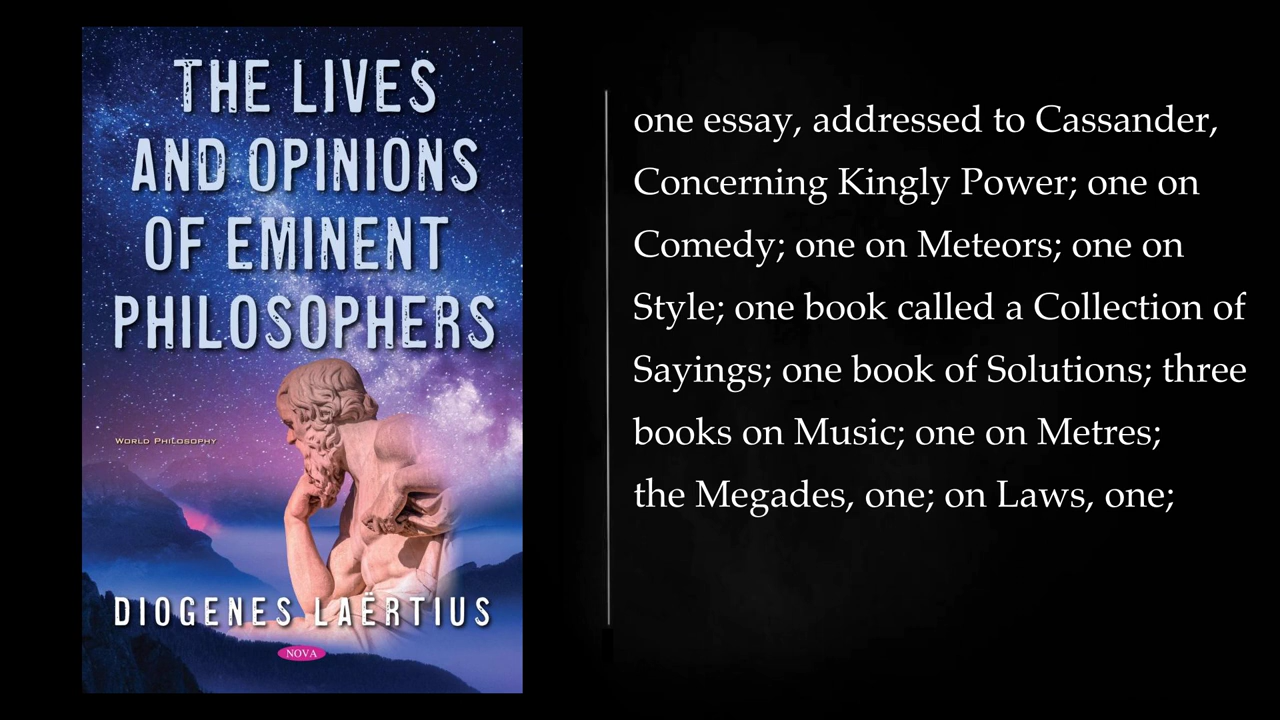 THE LIVES
AND OPINIONS
OF EMINENT
PHILOSOPHERS
WORLD PHILOSOPHY
DIOGENES LAËRTIUS
NOVA
one essay, addressed to Cassander,
Concerning Kingly Power; one on
Comedy; one on Meteors; one on
Style; one book called a Collection of
Sayings; one book of Solutions; three
books on Music; one on Metres;
the Megades, one; on Laws, one;